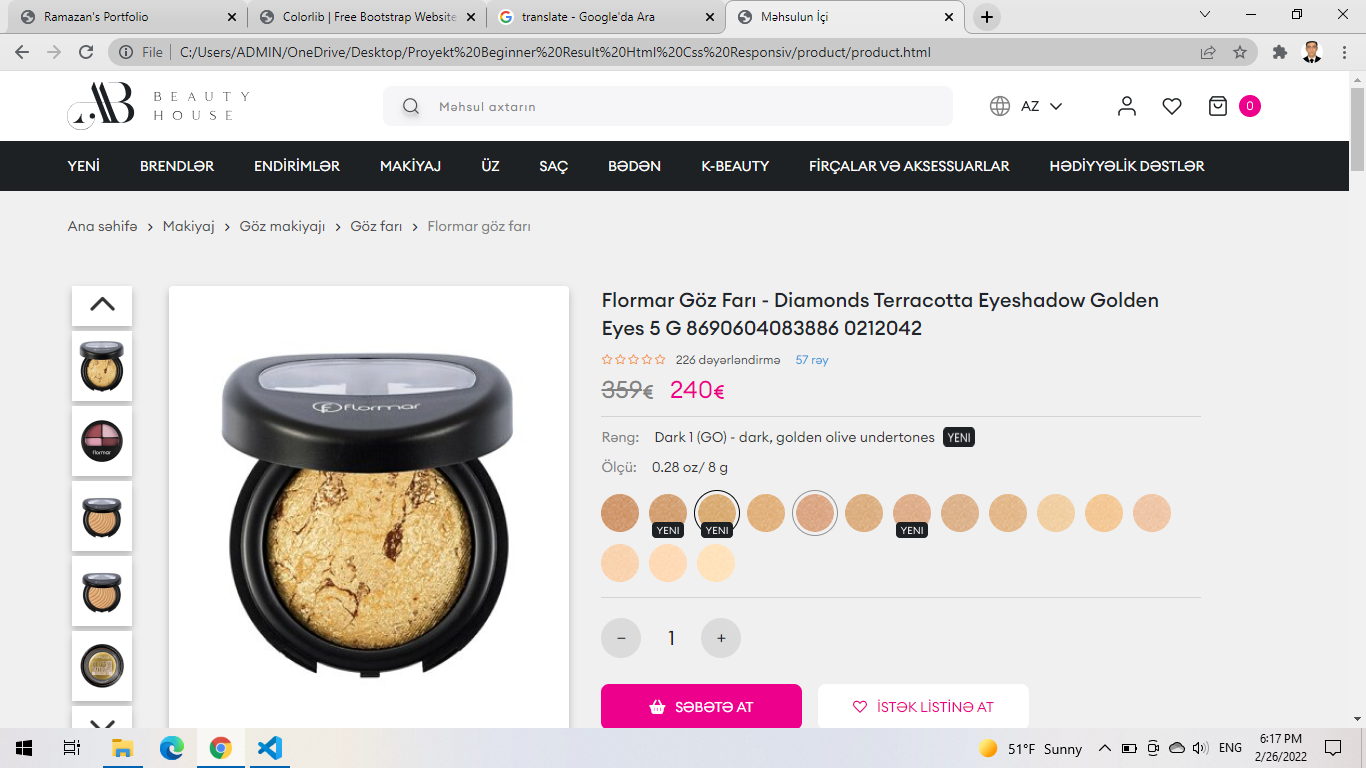 Ramazan's Portfolio
Colorlib | Free Bootstrap Website
translate - Google'da Ara
Məhsulun İçi
File | C:/Users/ADMIN/OneDrive/Desktop/Proyekt%20Beginner%20Result%20Html%20Css%20Responsiv/product/product.html
AB BEAUTY HOUSE
Məhsul axtarın
AZ
0
YENİ BRENDLƏR ENDİRİMLƏR MAKİYAJ ÜZ SAÇ BƏDƏN K-BEAUTY FİRÇALAR VƏ AKSESSUARLAR HƏDİYYƏLİK DƏSTLƏR
Ana səhifə > Makiyaj > Göz makiyajı > Göz farı > Flormar göz farı
flormar
flormar
Flormar Göz Farı - Diamonds Terracotta Eyeshadow Golden
Eyes 5 G 8690604083886 0212042
226 dəyərləndirmə 57 rəy
359€ 240€
Rəng: Dark 1 (GO) - dark, golden olive undertones YENİ
Ölçü: 0.28 oz/ 8 g
YENİ YENİ YENİ
− 1 +
SƏBƏTƏ AT
İSTƏK LİSTİNƏ AT
51°F Sunny
ENG
6:17 PM
2/26/2022